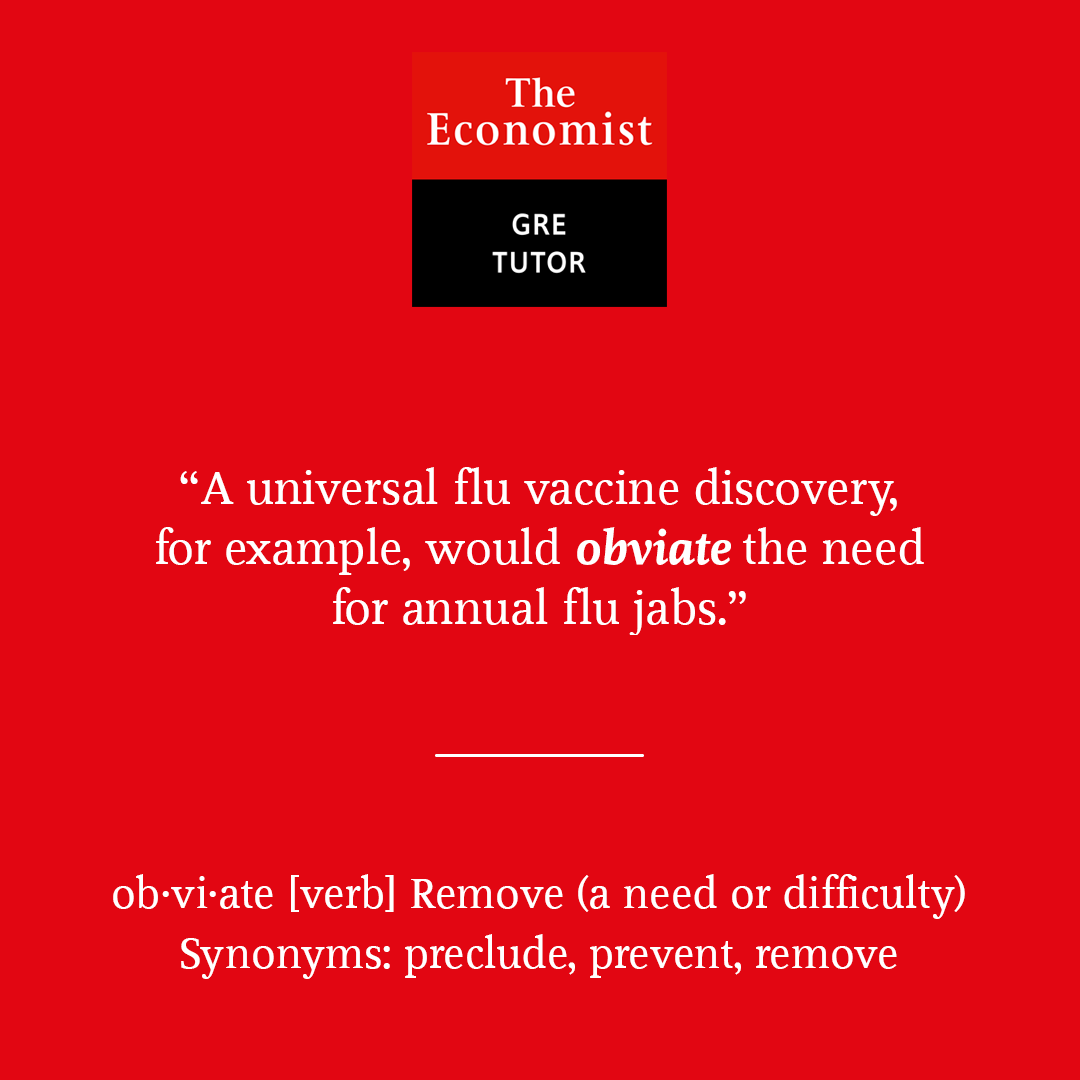 The
Economist
GRE
TUTOR
“A universal flu vaccine discovery,
for example, would obviate the need
for annual flu jabs.”
ob·vi·ate [verb] Remove (a need or difficulty)
Synonyms: preclude, prevent, remove